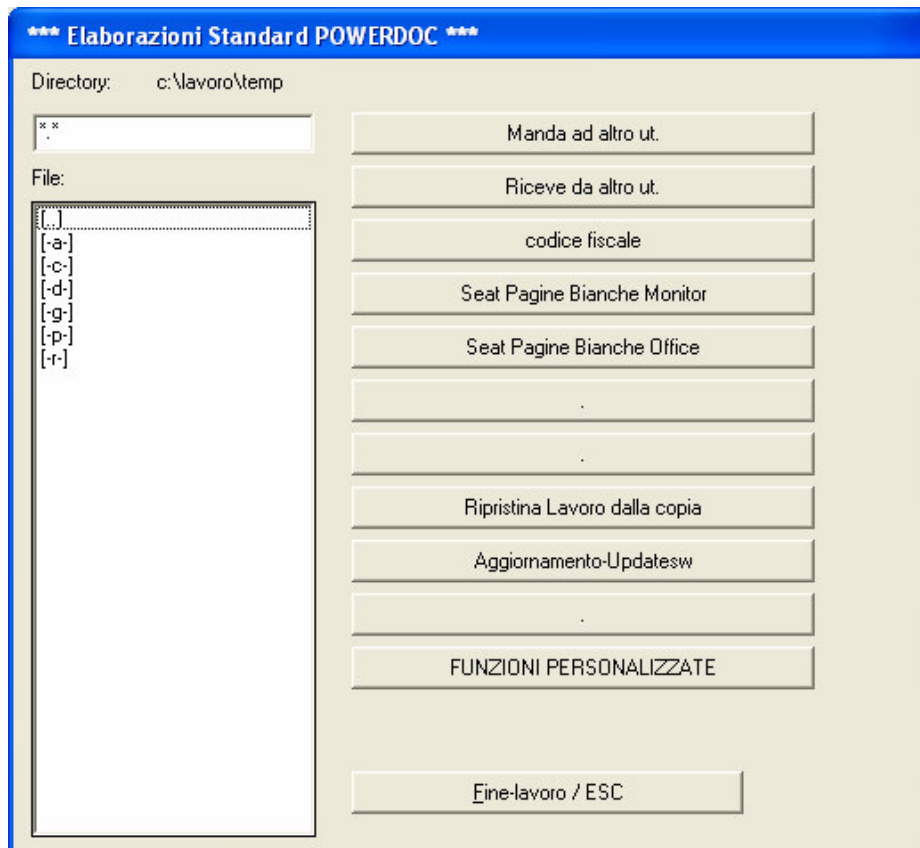 *** Elaborazioni Standard POWERDOC ***
Directory: c:\lavoro\temp
*.*
File:
[..]
[-a-]
[-c-]
[-d-]
[-g-]
[-p-]
[-r-]
Manda ad altro ut.
Riceve da altro ut.
codice fiscale
Seat Pagine Bianche Monitor
Seat Pagine Bianche Office
.
.
Ripristina Lavoro dalla copia
Aggiornamento-Updatesw
.
FUNZIONI PERSONALIZZATE
Fine-lavoro / ESC